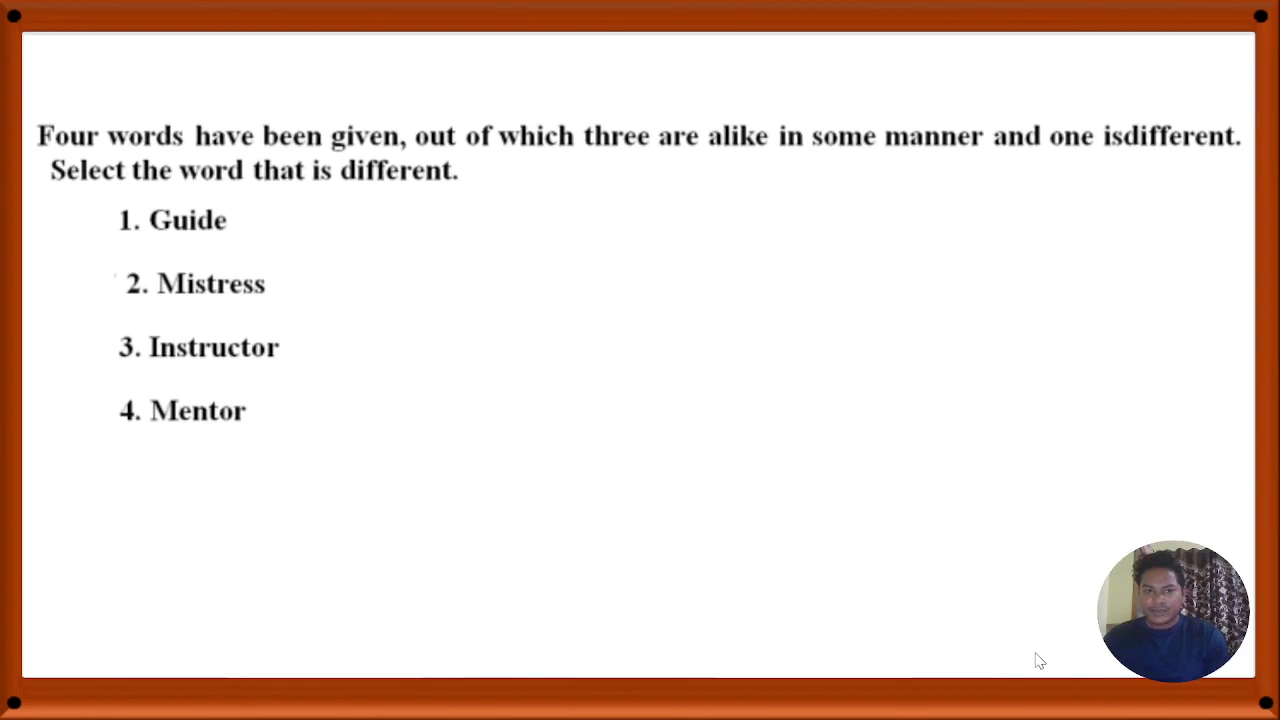 Four words have been given, out of which three are alike in some manner and one isdifferent.
Select the word that is different.
1. Guide
2. Mistress
3. Instructor
4. Mentor